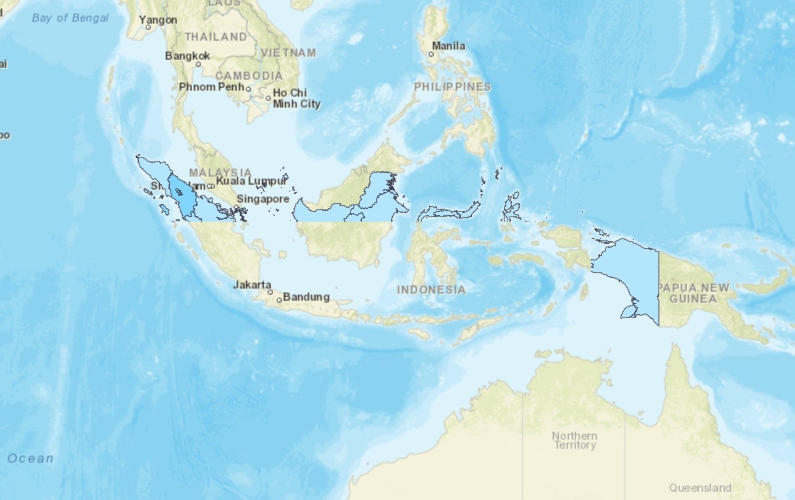 LAOS
Bay of Bengal
Yangon
THAILAND
Manila
VIETNAM
Bangkok
CAMBODIA
Phnom Penh
Ho Chi
Minh City
PHILIPPINES
MALAYSIA
Kuala Lumpur
Singapore
Jakarta
Bandung
INDONESIA
PAPUA NEW
GUINEA
Northern
Territory
Ocean
Queensland